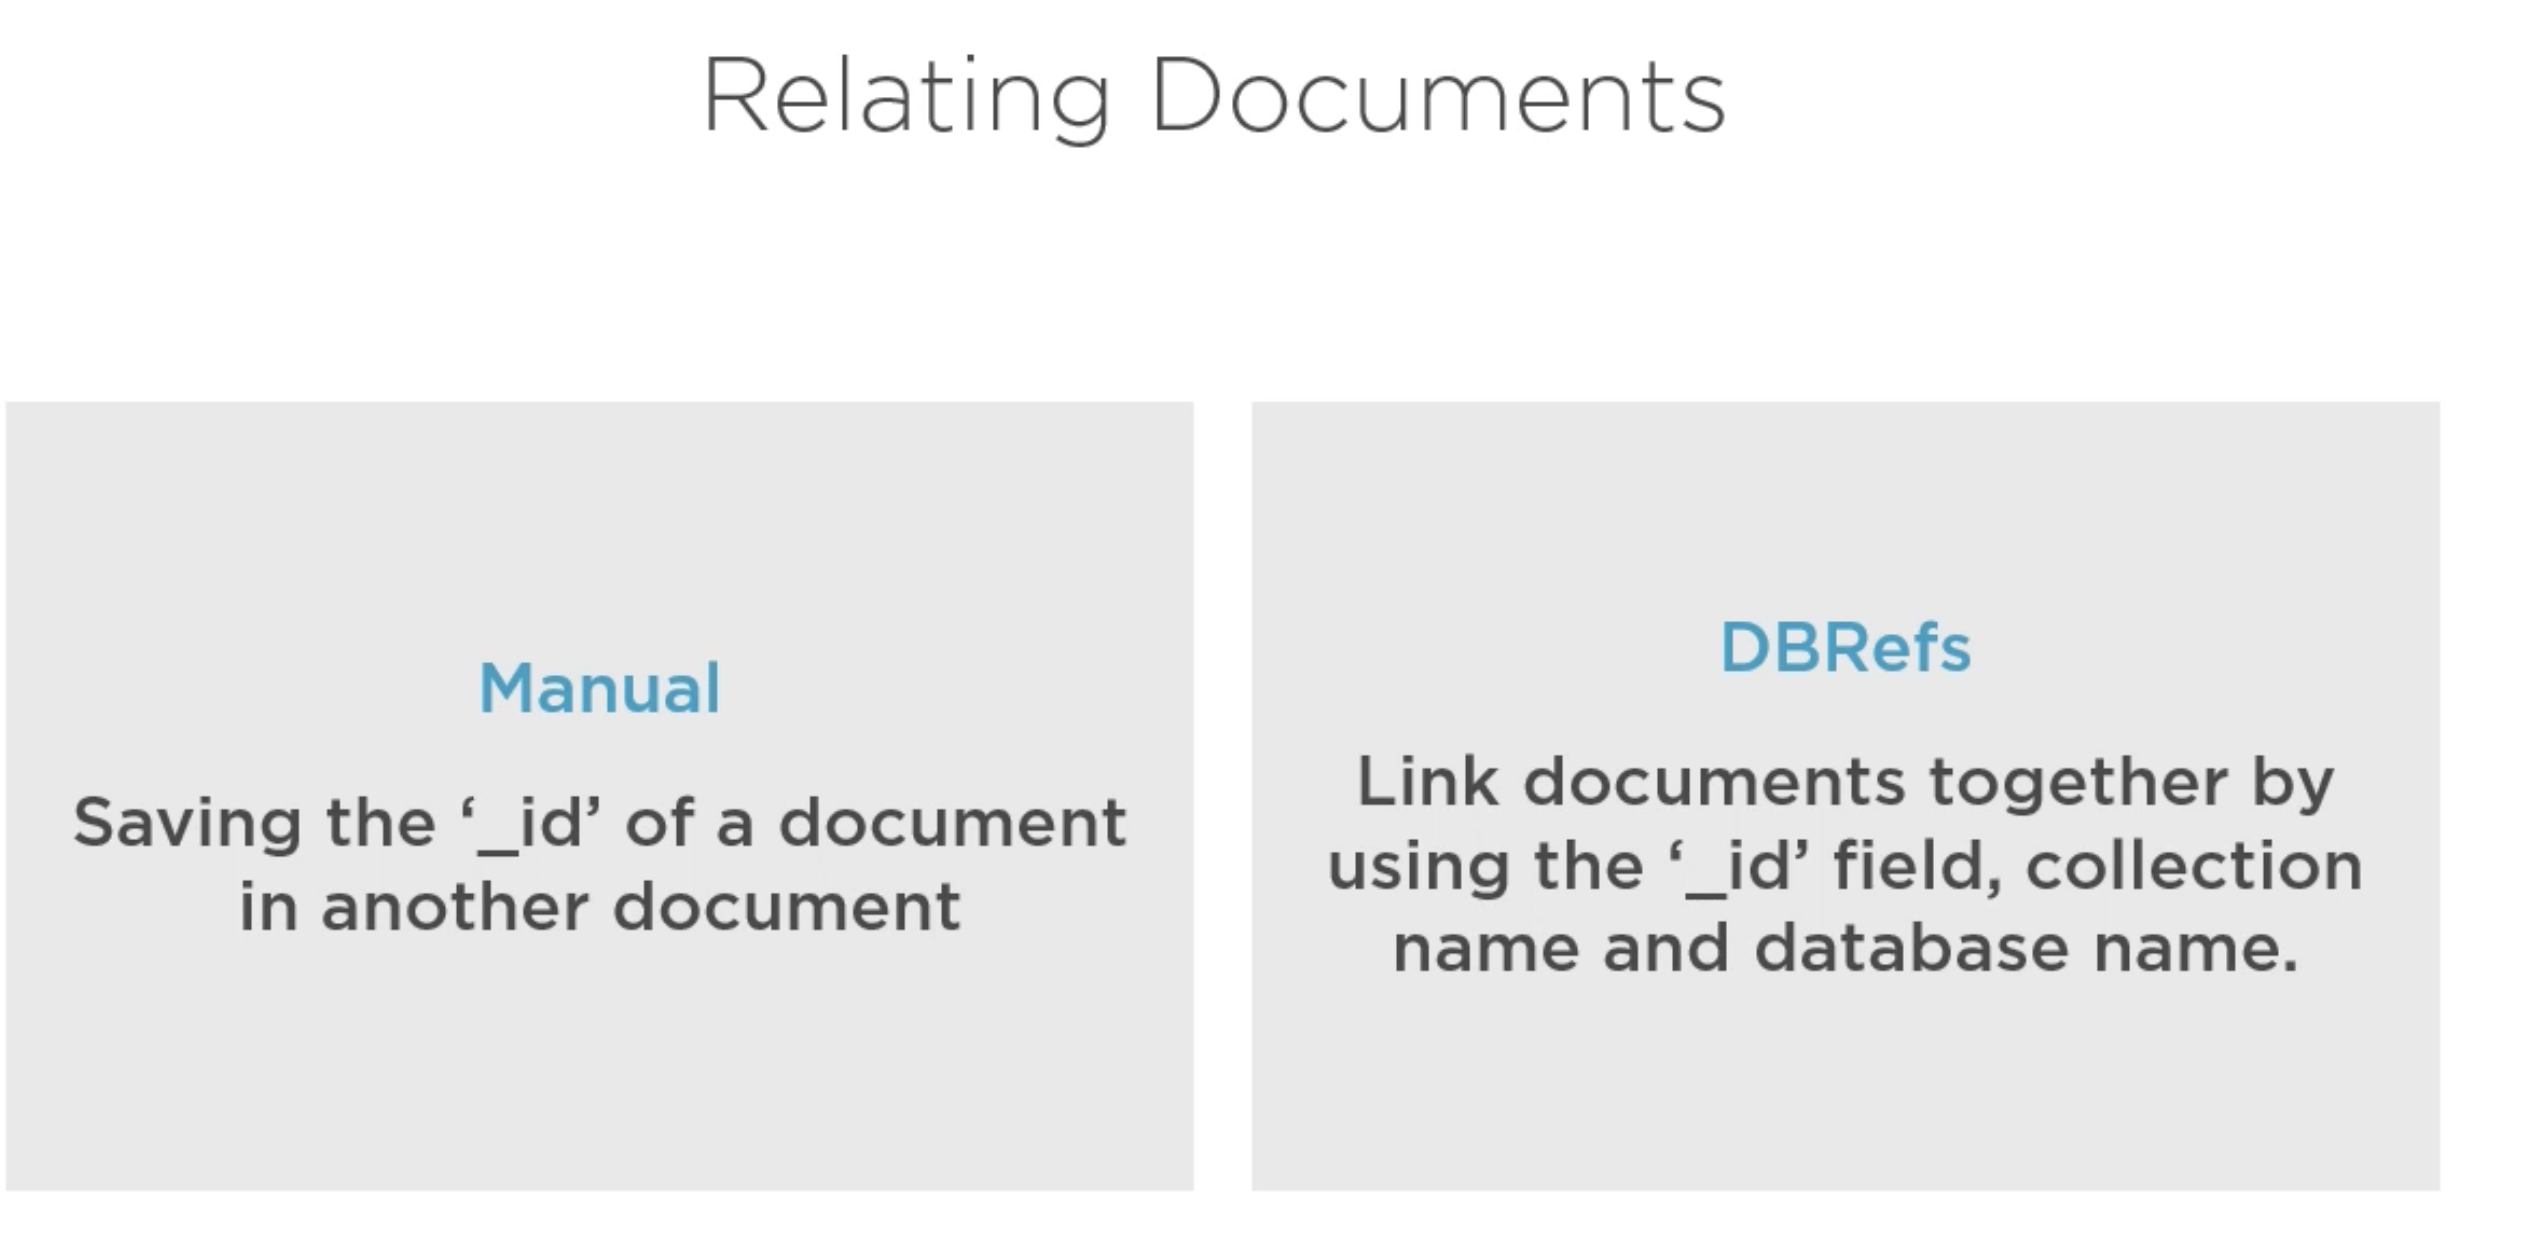 Relating Documents
Manual
Saving the ‘_id’ of a document
in another document
DBRefs
Link documents together by
using the ‘_id’ field, collection
name and database name.